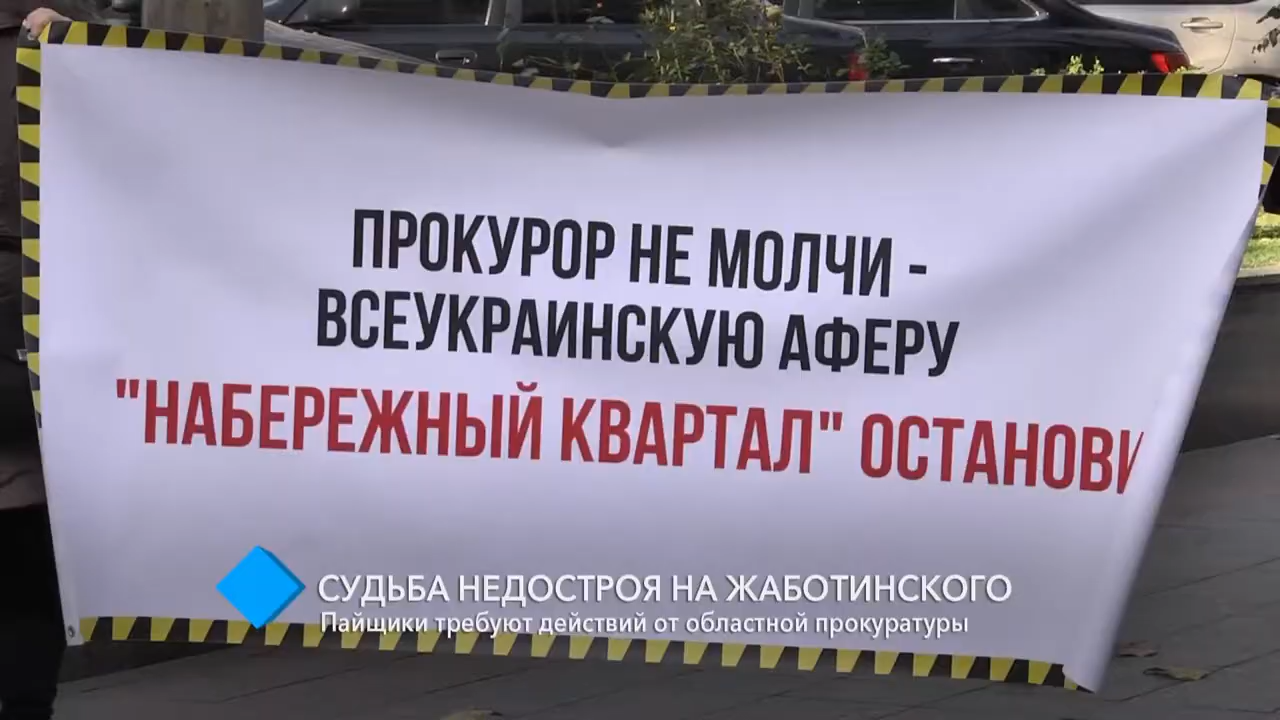 ПРОКУРОР НЕ МОЛЧИ -
ВСЕУКРАИНСКУЮ АФЕРУ
"НАБЕРЕЖНЫЙ КВАРТАЛ" ОСТАНОВИ
СУДЬБА НЕДОСТРОЯ НА ЖАБОТИНСКОГО
Пайщики требуют действий от областной прокуратуры